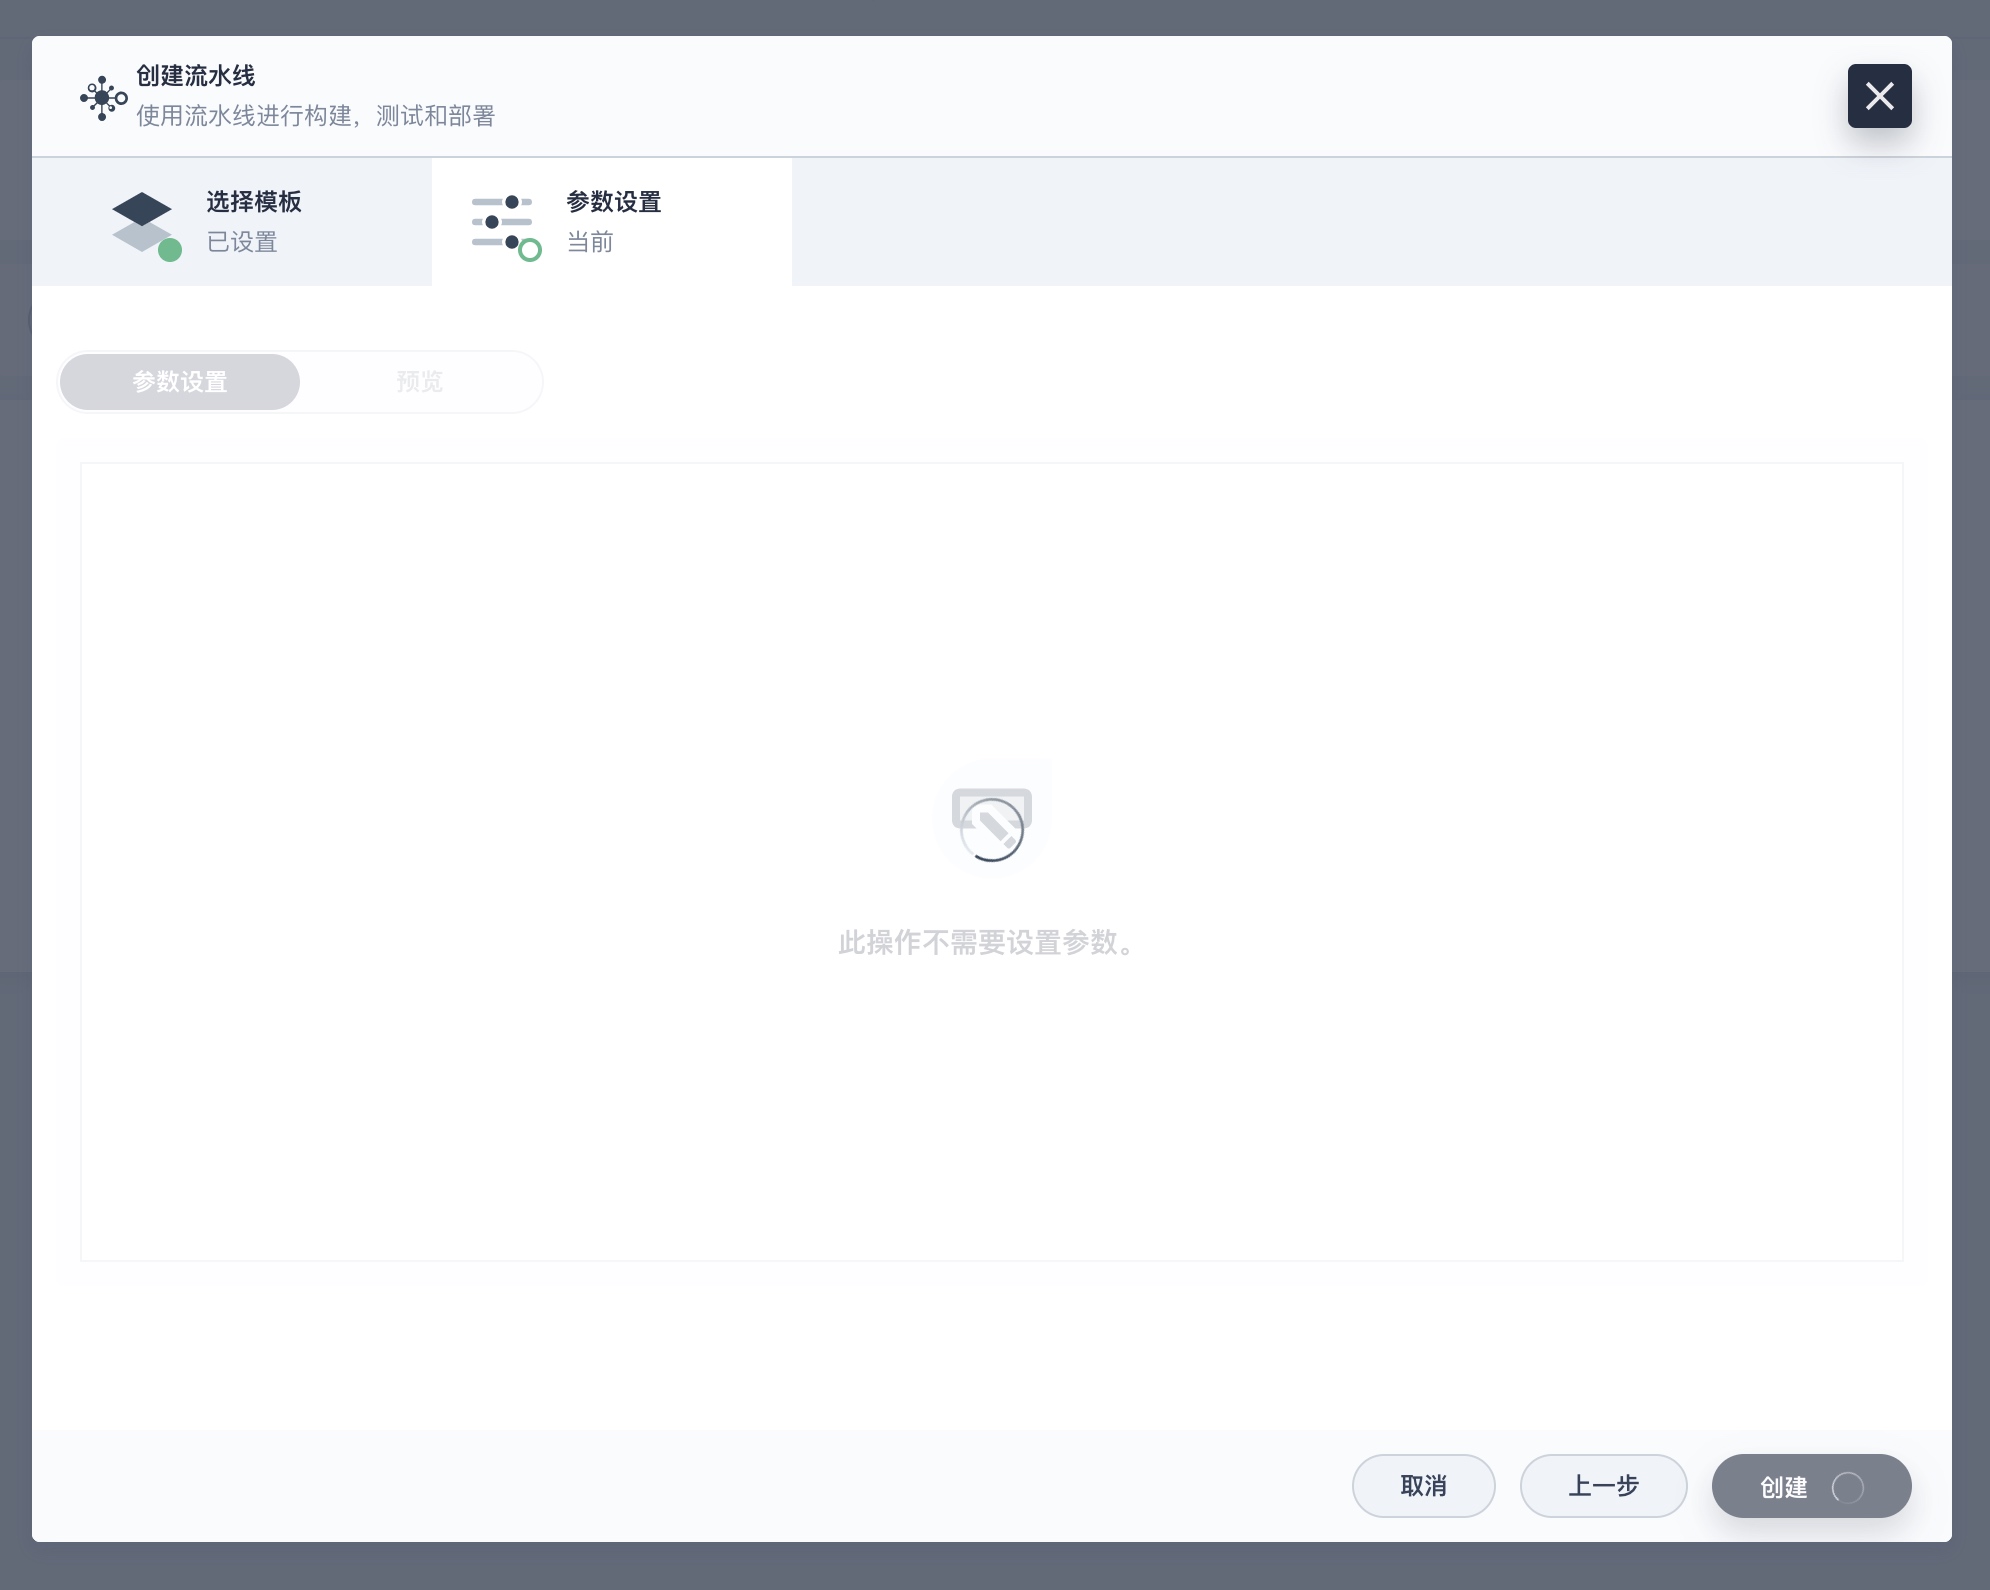 创建流水线
使用流水线进行构建，测试和部署
选择模板
已设置
参数设置
当前
参数设置
预览
此操作不需要设置参数。
取消
上一步
创建